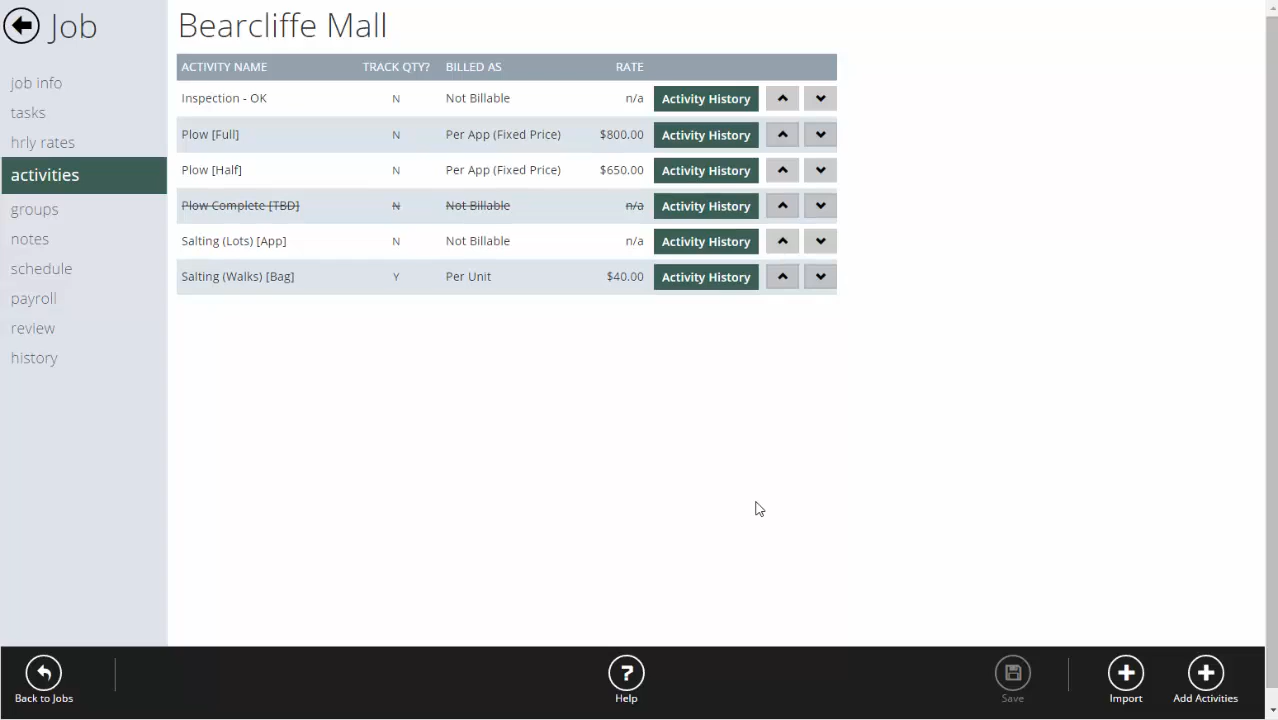 Job
Bearcliffe Mall
job info
tasks
hrly rates
activities
groups
notes
schedule
payroll
review
history
ACTIVITY NAME TRACK QTY? BILLED AS RATE
Inspection - OK N Not Billable n/a Activity History
Plow [Full] N Per App (Fixed Price) $800.00 Activity History
Plow [Half] N Per App (Fixed Price) $650.00 Activity History
Plow Complete [TBD] N Not Billable n/a Activity History
Salting (Lots) [App] N Not Billable n/a Activity History
Salting (Walks) [Bag] Y Per Unit $40.00 Activity History
Back to Jobs
? Help
Save
Import
Add Activities